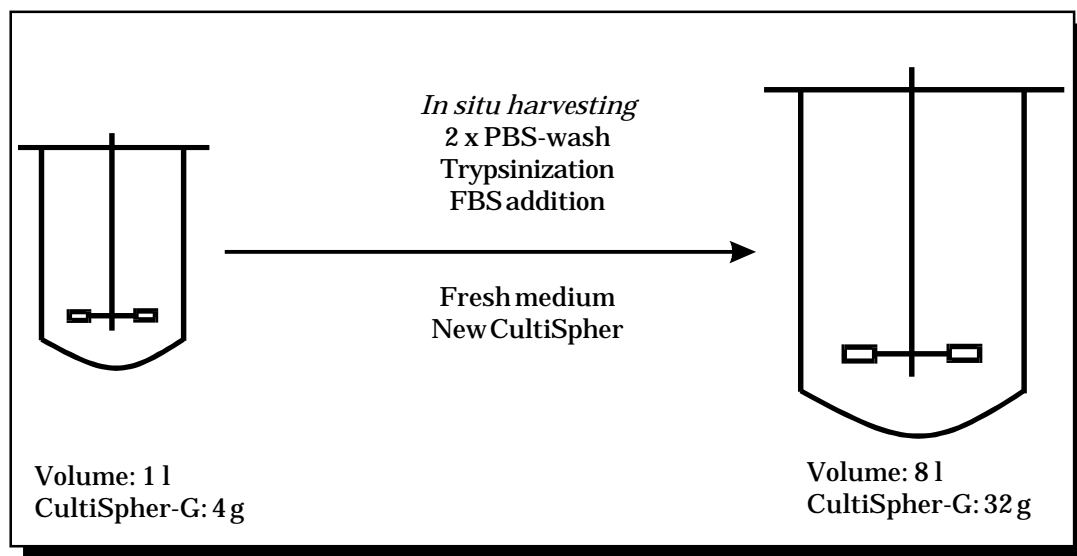 In situ harvesting
2 x PBS-wash
Trypsinization
FBS addition
Fresh medium
New CultiSpher
Volume: 1 l
CultiSpher-G: 4 g
Volume: 8 l
CultiSpher-G: 32 g